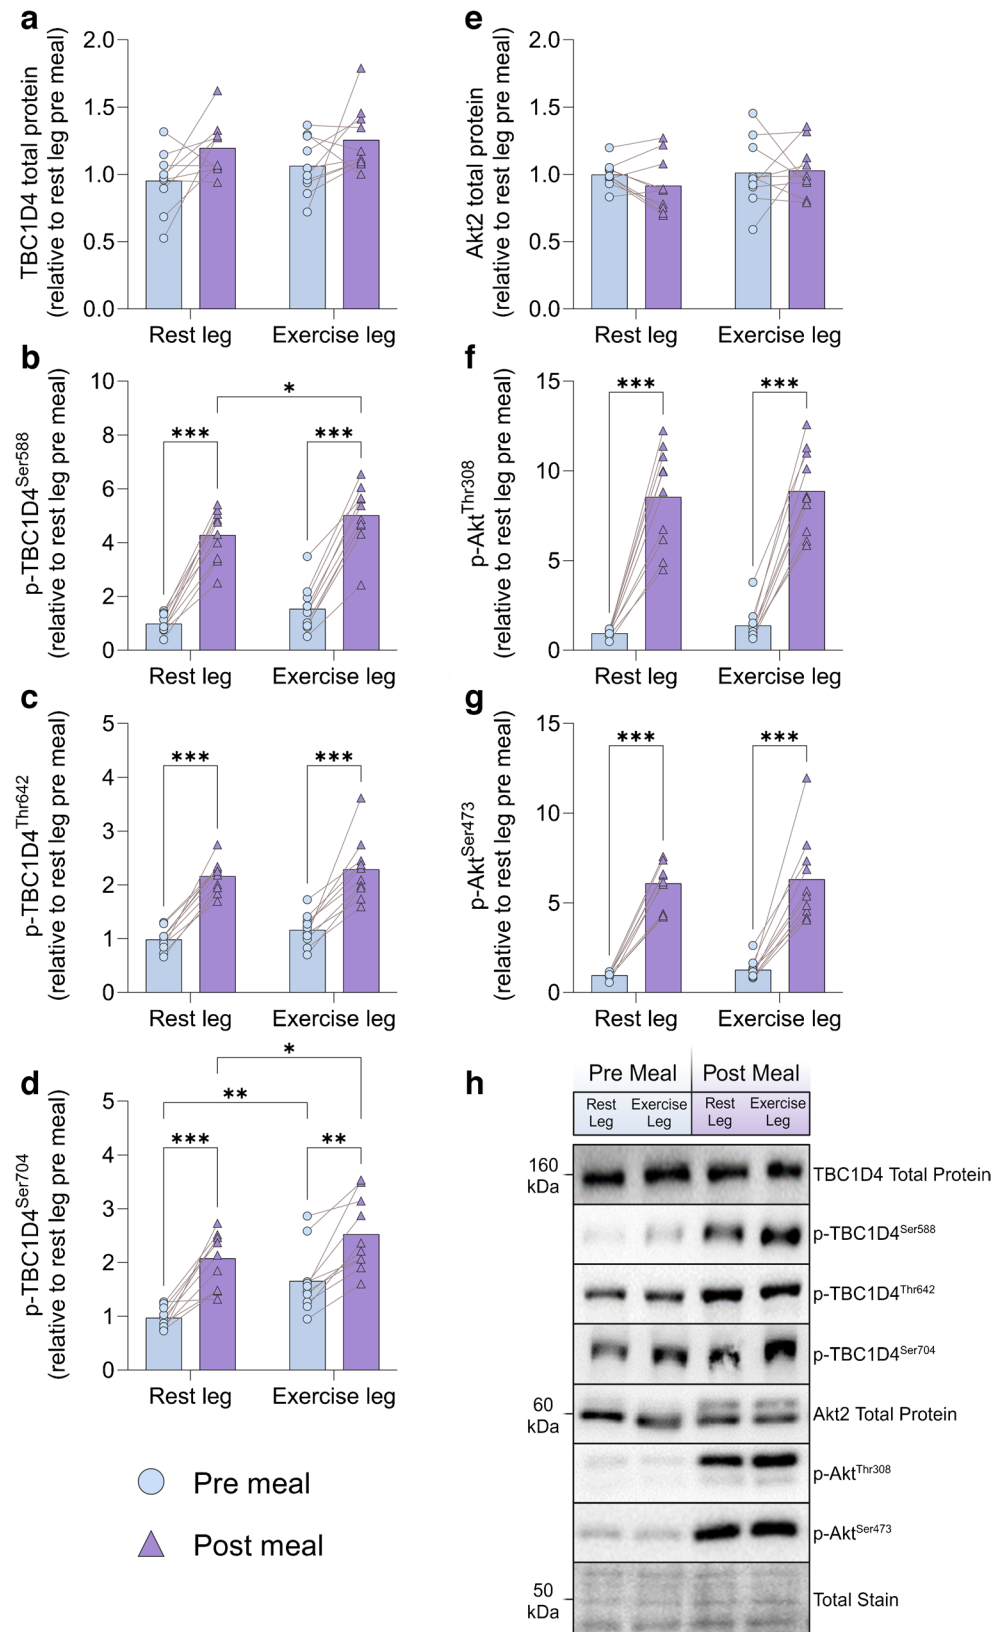 a
TBC1D4 total protein
(relative to rest leg pre meal)
2.0
1.5
1.0
0.5
0.0
Rest leg Exercise leg
e
Akt2 total protein
(relative to rest leg pre meal)
2.0
1.5
1.0
0.5
0.0
Rest leg Exercise leg
b
p-TBC1D4Ser588
(relative to rest leg pre meal)
10
8
6
4
2
0
***
***
*
Rest leg Exercise leg
f
p-AktThr308
(relative to rest leg pre meal)
15
10
5
0
***
***
Rest leg Exercise leg
c
p-TBC1D4Thr642
(relative to rest leg pre meal)
5
4
3
2
1
0
***
***
Rest leg Exercise leg
g
p-AktSer473
(relative to rest leg pre meal)
15
10
5
0
***
***
Rest leg Exercise leg
d
p-TBC1D4Ser704
(relative to rest leg pre meal)
5
4
3
2
1
0
*
**
***
**
Rest leg Exercise leg
Pre meal
Post meal
h
Pre Meal Post Meal
Rest Exercise Rest Exercise
Leg Leg Leg Leg
160
kDa
TBC1D4 Total Protein
p-TBC1D4Ser588
p-TBC1D4Thr642
p-TBC1D4Ser704
60
kDa
Akt2 Total Protein
p-AktThr308
p-AktSer473
50
kDa
Total Stain